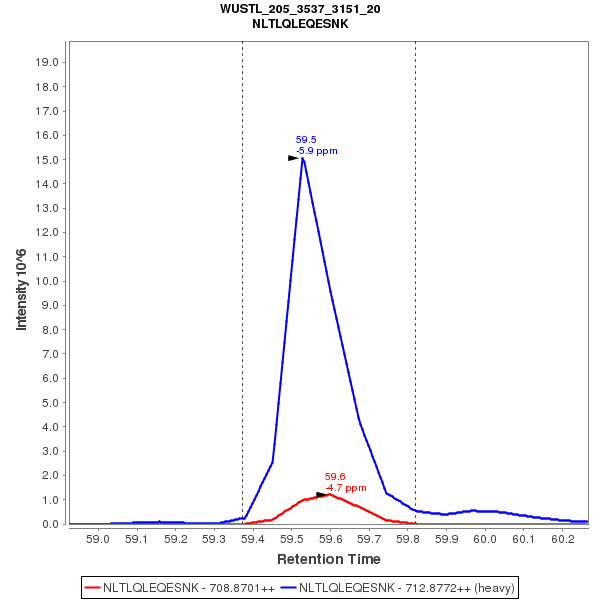 WUSTL_205_3537_3151_20
NLTLQLEQESNK
19.0
18.0
17.0
16.0
15.0
14.0
13.0
12.0
11.0
10.0
9.0
8.0
7.0
6.0
5.0
4.0
3.0
2.0
1.0
0.0
Intensity 10^6
59.5
-5.9 ppm
59.6
-4.7 ppm
59.0 59.1 59.2 59.3 59.4 59.5 59.6 59.7 59.8 59.9 60.0 60.1 60.2
Retention Time
NLTLQLEQESNK - 708.8701++ NLTLQLEQESNK - 712.8772++ (heavy)